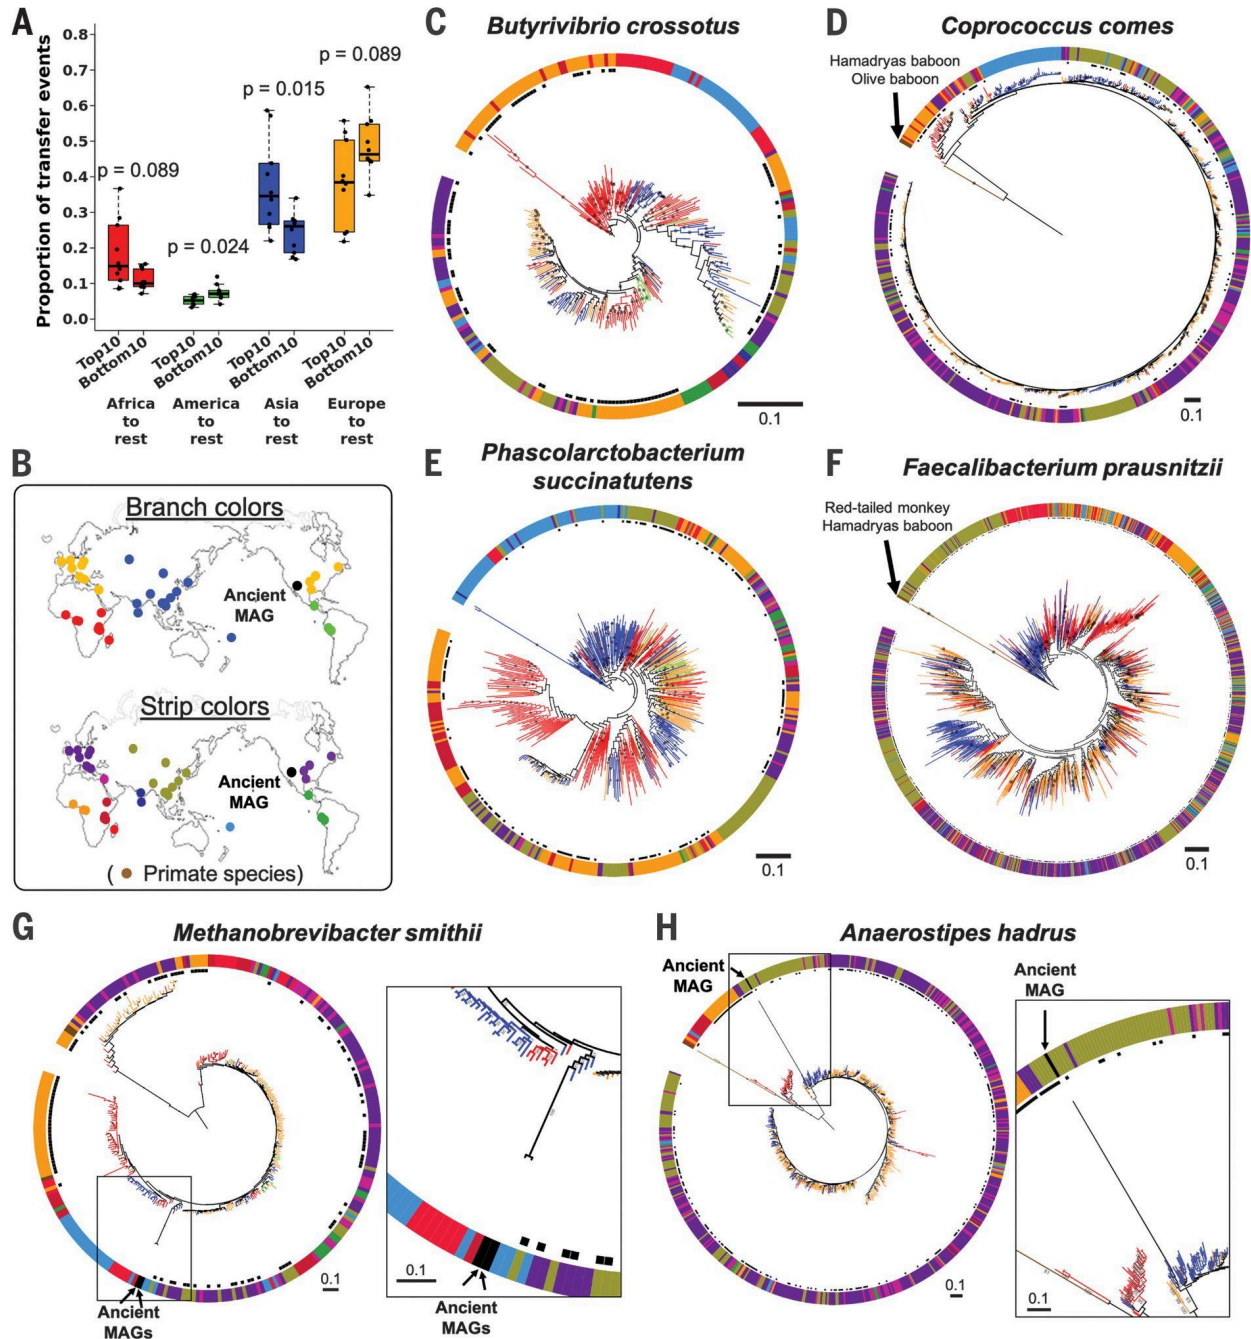 A
Proportion of transfer events
0.8
0.7
0.6
0.5
0.4
0.3
0.2
0.1
0.0
p = 0.089
p = 0.024
p = 0.015
p = 0.089
Top10
Bottom10
Top10
Bottom10
Top10
Bottom10
Top10
Bottom10
Africa
to
rest
America
to
rest
Asia
to
rest
Europe
to
rest
B
Branch colors
Ancient
MAG
Strip colors
Ancient
MAG
( Primate species)
C
Butyrivibrio crossotus
0.1
D
Coprococcus comes
Hamadryas baboon
Olive baboon
0.1
E
Phascolarctobacterium
succinatutens
0.1
F
Faecalibacterium prausnitzii
Red-tailed monkey
Hamadryas baboon
0.1
G
Methanobrevibacter smithii
0.1
Ancient
MAGs
0.1
Ancient
MAGs
H
Anaerostipes hadrus
Ancient
MAG
0.1
Ancient
MAG
0.1